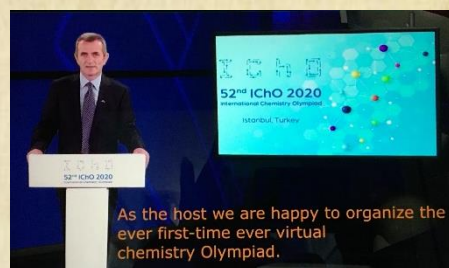 IChO
52nd IChO 2020
International Chemistry Olympiad
Istanbul, Turkey
IChO
52nd IChO 2020
As the host we are happy to organize the
ever first-time ever virtual
chemistry Olympiad.